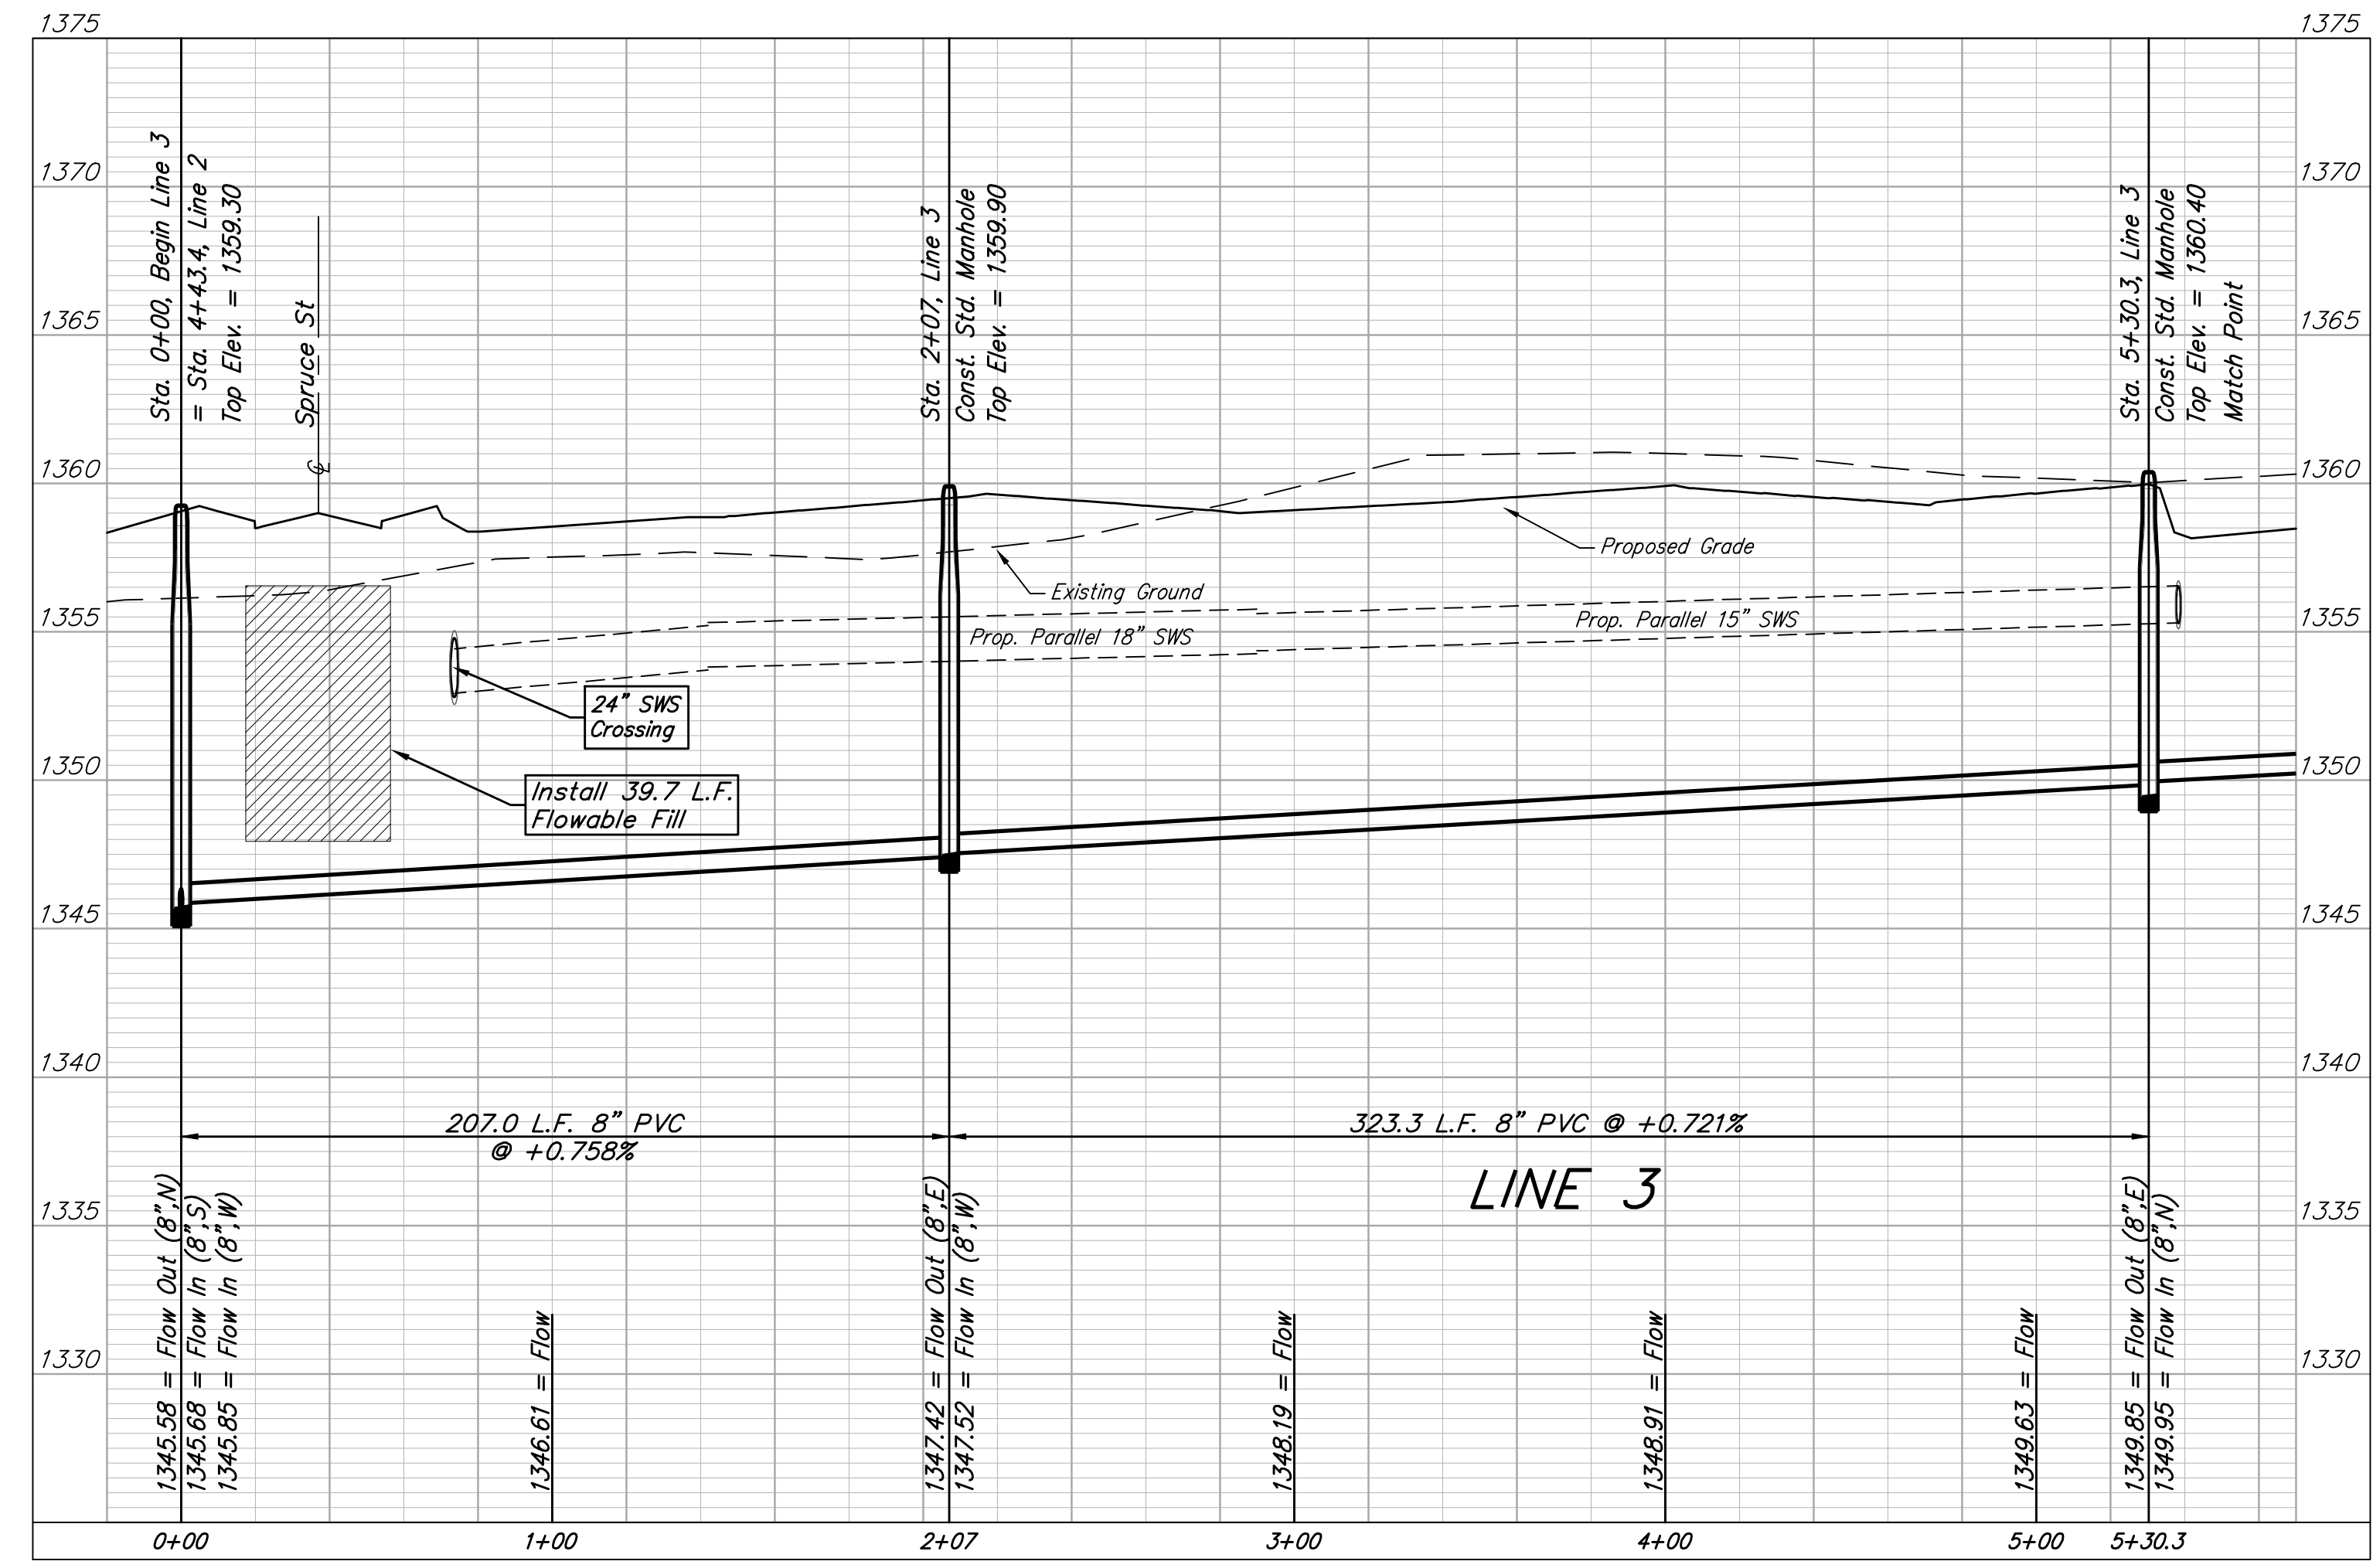 1375
1375
1370
1370
1365
1365
1360
1360
1355
1355
1350
1350
1345
1345
1340
1340
1335
1335
1330
1330
Sta. 0+00, Begin Line 3
= Sta. 4+43.4, Line 2
Top Elev. = 1359.30
Spruce St
℄
Sta. 2+07, Line 3
Const. Std. Manhole
Top Elev. = 1359.90
Sta. 5+30.3, Line 3
Const. Std. Manhole
Top Elev. = 1360.40
Match Point
Proposed Grade
Existing Ground
Prop. Parallel 18" SWS
Prop. Parallel 15" SWS
24" SWS
Crossing
Install 39.7 L.F.
Flowable Fill
207.0 L.F. 8" PVC
@ +0.758%
323.3 L.F. 8" PVC @ +0.721%
LINE 3
1345.58 = Flow Out (8",N)
1345.68 = Flow In (8",S)
1345.85 = Flow In (8",W)
1346.61 = Flow
1347.42 = Flow Out (8",E)
1347.52 = Flow In (8",W)
1348.19 = Flow
1348.91 = Flow
1349.63 = Flow
1349.85 = Flow Out (8",E)
1349.95 = Flow In (8",N)
0+00
1+00
2+07
3+00
4+00
5+00
5+30.3